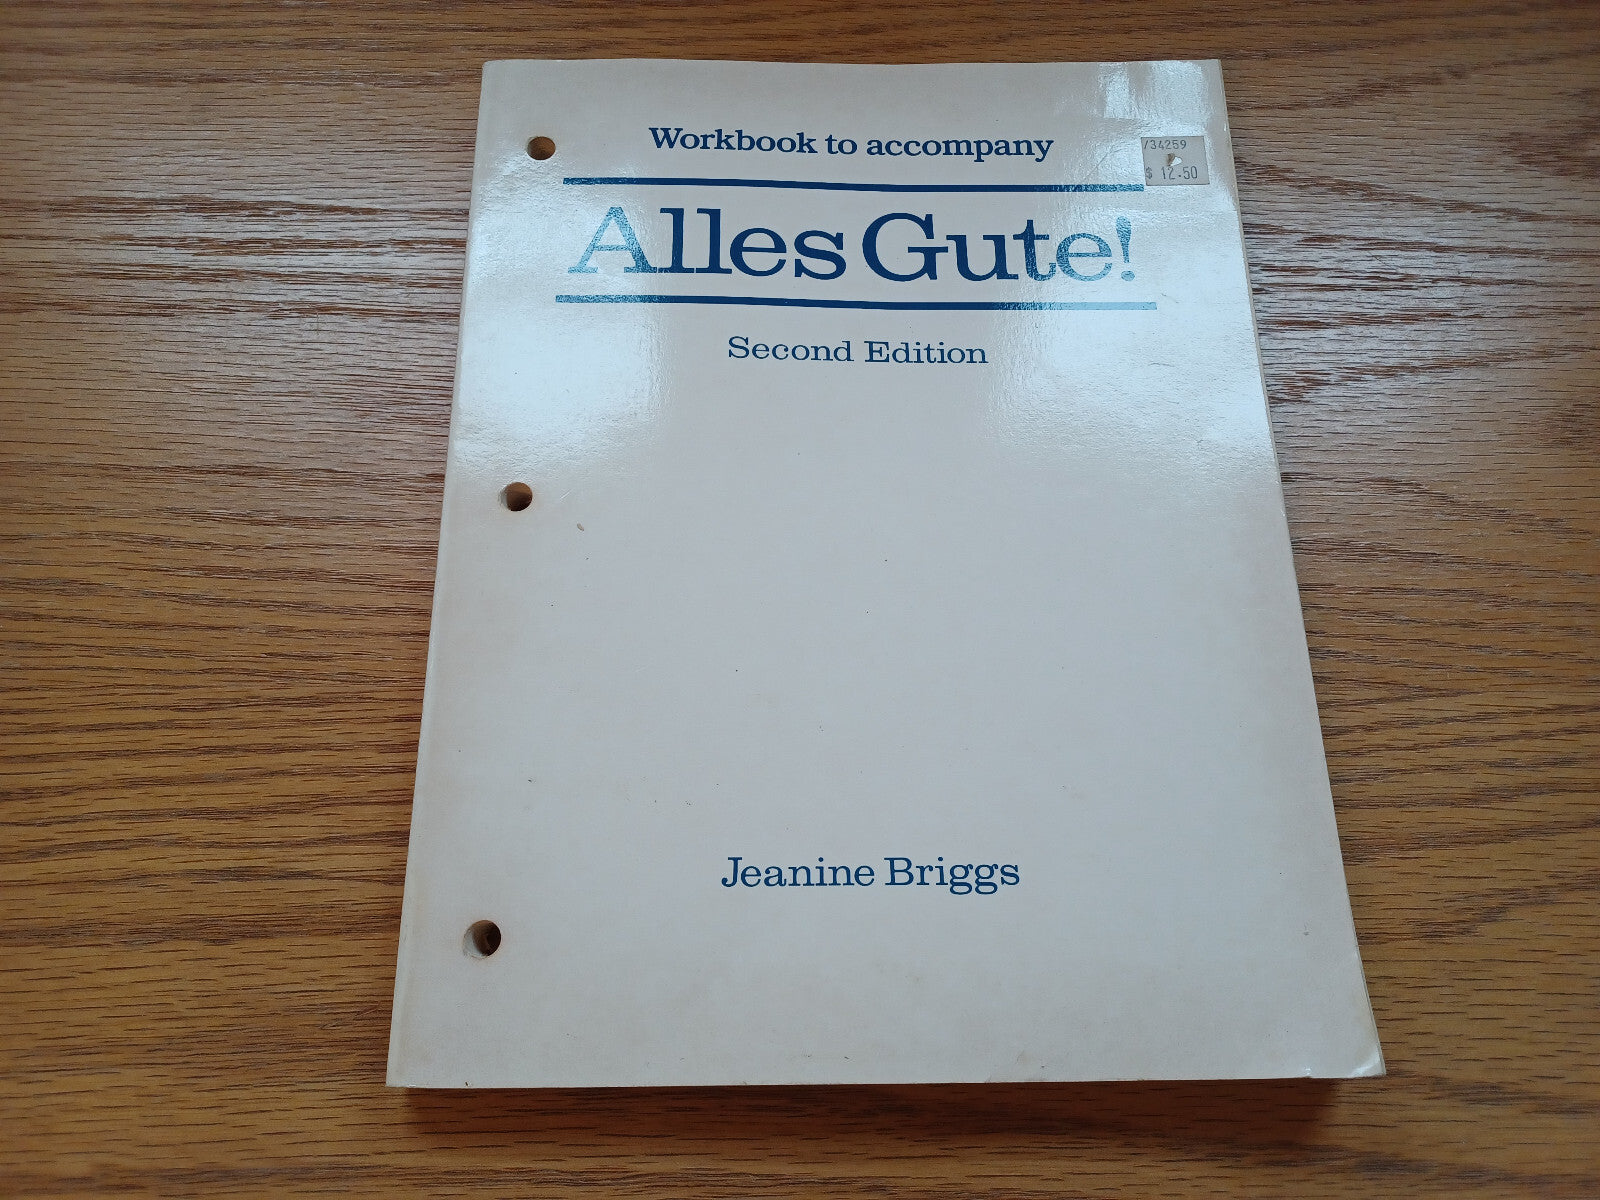 Workbook to accompany
/34259
$ 12.50
Alles Gute!
Second Edition
Jeanine Briggs